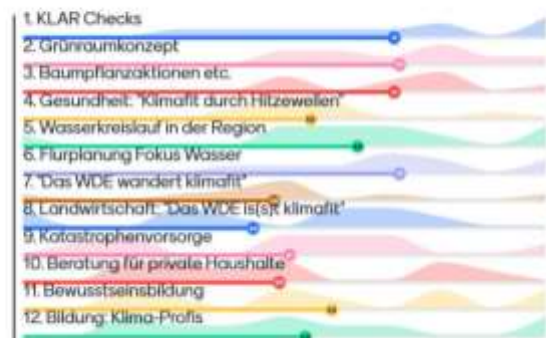 1. KLAR Checks
2. Grünraumkonzept
3. Baumpflanzaktionen etc.
4. Gesundheit: "Klimafit durch Hitzewellen"
5. Wasserkreislauf in der Region
6. Flurplanung Fokus Wasser
7. "Das WDE wandert klimafit"
8. Landwirtschaft: "Das WDE is(s)t klimafit"
9. Katastrophenvorsorge
10. Beratung für private Haushalte
11. Bewusstseinsbildung
12. Bildung: Klima-Profis